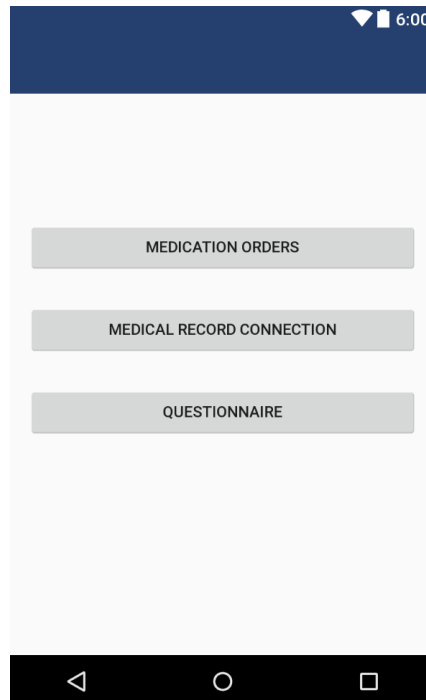 6:00
MEDICATION ORDERS
MEDICAL RECORD CONNECTION
QUESTIONNAIRE